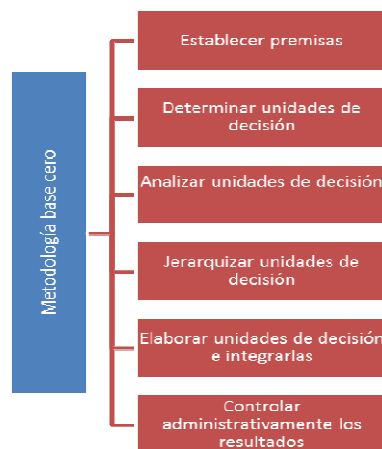 Metodología base cero
Establecer premisas
Determinar unidades de
decisión
Analizar unidades de decisión
Jerarquizar unidades de
decisión
Elaborar unidades de decisión
e integrarlas
Controlar
administrativamente los
resultados